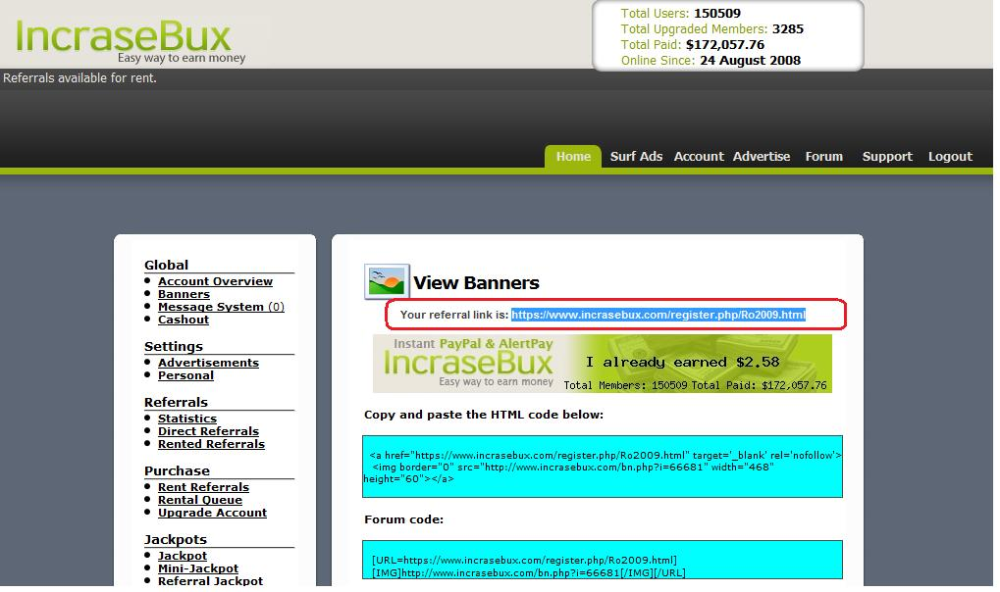 IncraseBux
Easy way to earn money
Total Users: 150509
Total Upgraded Members: 3285
Total Paid: $172,057.76
Online Since: 24 August 2008
Referrals available for rent.
Home Surf Ads Account Advertise Forum Support Logout
Global
Account Overview
Banners
Message System (0)
Cashout
Settings
Advertisements
Personal
Referrals
Statistics
Direct Referrals
Rented Referrals
Purchase
Rent Referrals
Rental Queue
Upgrade Account
Jackpots
Jackpot
Mini-Jackpot
Referral Jackpot
View Banners
Your referral link is: https://www.incrasebux.com/register.php/Ro2009.html
Instant PayPal & AlertPay
IncraseBux
Easy way to earn money
I already earned $2.58
Total Members: 150509 Total Paid: $172,057.76
Copy and paste the HTML code below:
<a href="https://www.incrasebux.com/register.php/Ro2009.html" target='_blank' rel='nofollow'>
<img border="0" src="http://www.incrasebux.com/bn.php?i=66681" width="468"
height="60"></a>
Forum code:
[URL=https://www.incrasebux.com/register.php/Ro2009.html]
[IMG]http://www.incrasebux.com/bn.php?i=66681[/IMG][/URL]